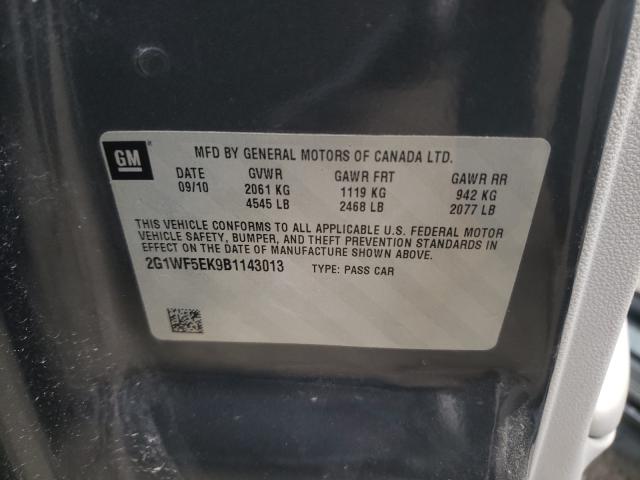 GM
MFD BY GENERAL MOTORS OF CANADA LTD.
DATE GVWR GAWR FRT GAWR RR
09/10 2061 KG 1119 KG 942 KG
4545 LB 2468 LB 2077 LB
THIS VEHICLE CONFORMS TO ALL APPLICABLE U.S. FEDERAL MOTOR
VEHICLE SAFETY, BUMPER, AND THEFT PREVENTION STANDARDS IN
EFFECT ON THE DATE OF MANUFACTURE SHOWN ABOVE.
2G1WF5EK9B1143013 TYPE: PASS CAR